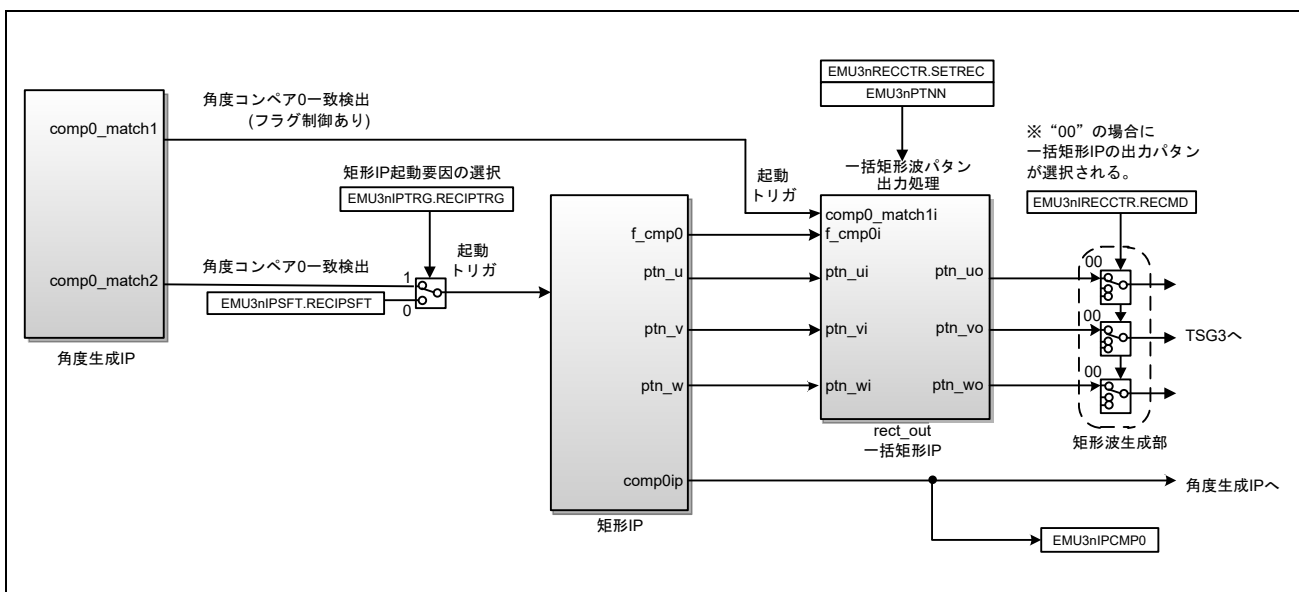 EMU3nRECCTR.SETREC
EMU3nPTNN
角度コンペア0一致検出
(フラグ制御あり)
comp0_match1
※ “00”の場合に
一括矩形IPの出力パタン
が選択される。
矩形IP起動要因の選択
EMU3nIPTRG.RECIPTRG
起動
トリガ
一括矩形波パタン
出力処理
EMU3nIRECCTR.RECMD
comp0_match1i
f_cmp0
f_cmp0i
起動
トリガ
角度コンペア0一致検出
comp0_match2
1
0
EMU3nIPSFT.RECIPSFT
ptn_u
ptn_ui
ptn_uo
00
ptn_v
ptn_vi
ptn_vo
00
TSG3へ
角度生成IP
ptn_w
ptn_wi
ptn_wo
00
rect_out
一括矩形IP
矩形波生成部
comp0ip
角度生成IPへ
矩形IP
EMU3nIPCMP0